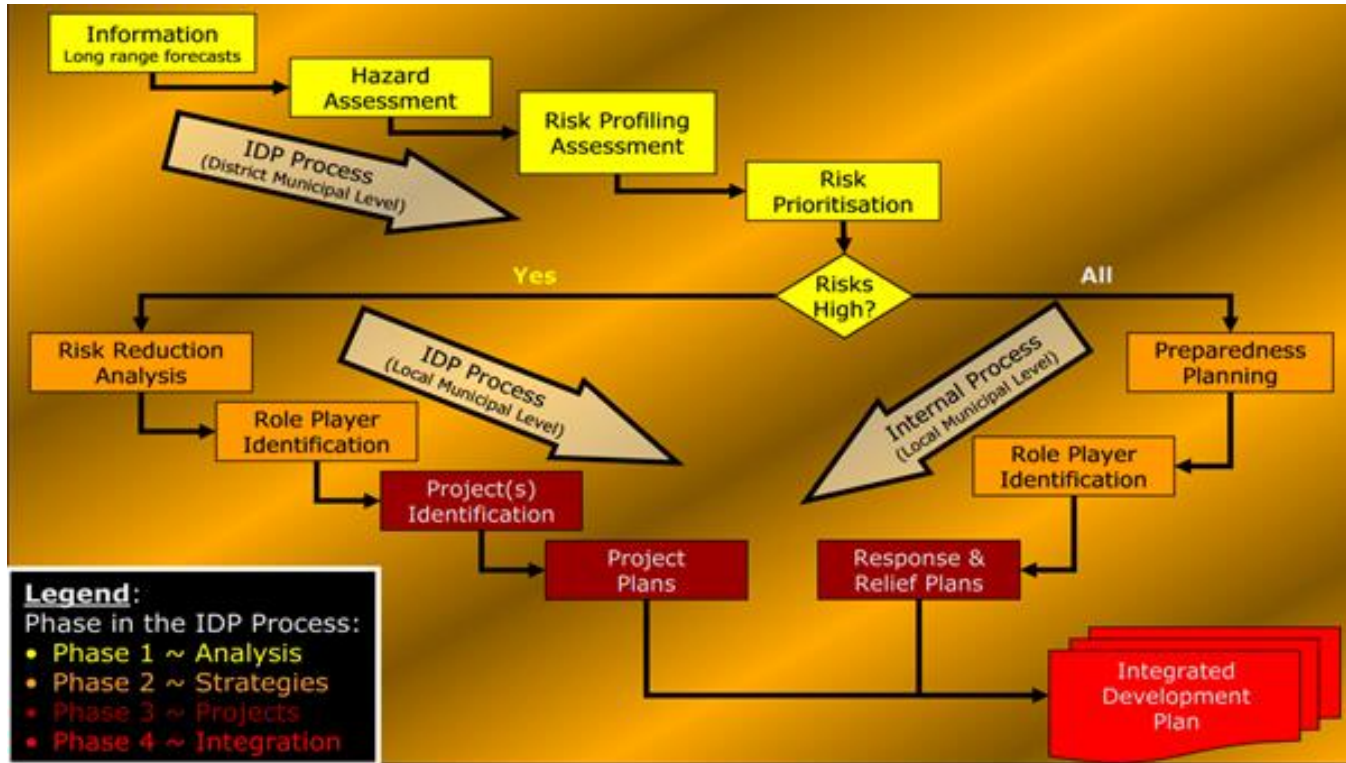 Information
Long range forecasts
Hazard
Assessment
Risk Profiling
Assessment
IDP Process
(District Municipal Level)
Risk
Prioritisation
Yes
All
Risks
High?
Risk Reduction
Analysis
IDP Process
(Local Municipal Level)
Internal Process
(Local Municipal Level)
Preparedness
Planning
Role Player
Identification
Role Player
Identification
Project(s)
Identification
Project
Plans
Response &
Relief Plans
Legend:
Phase in the IDP Process:
• Phase 1 ~ Analysis
• Phase 2 ~ Strategies
• Phase 3 ~ Projects
• Phase 4 ~ Integration
Integrated
Development
Plan